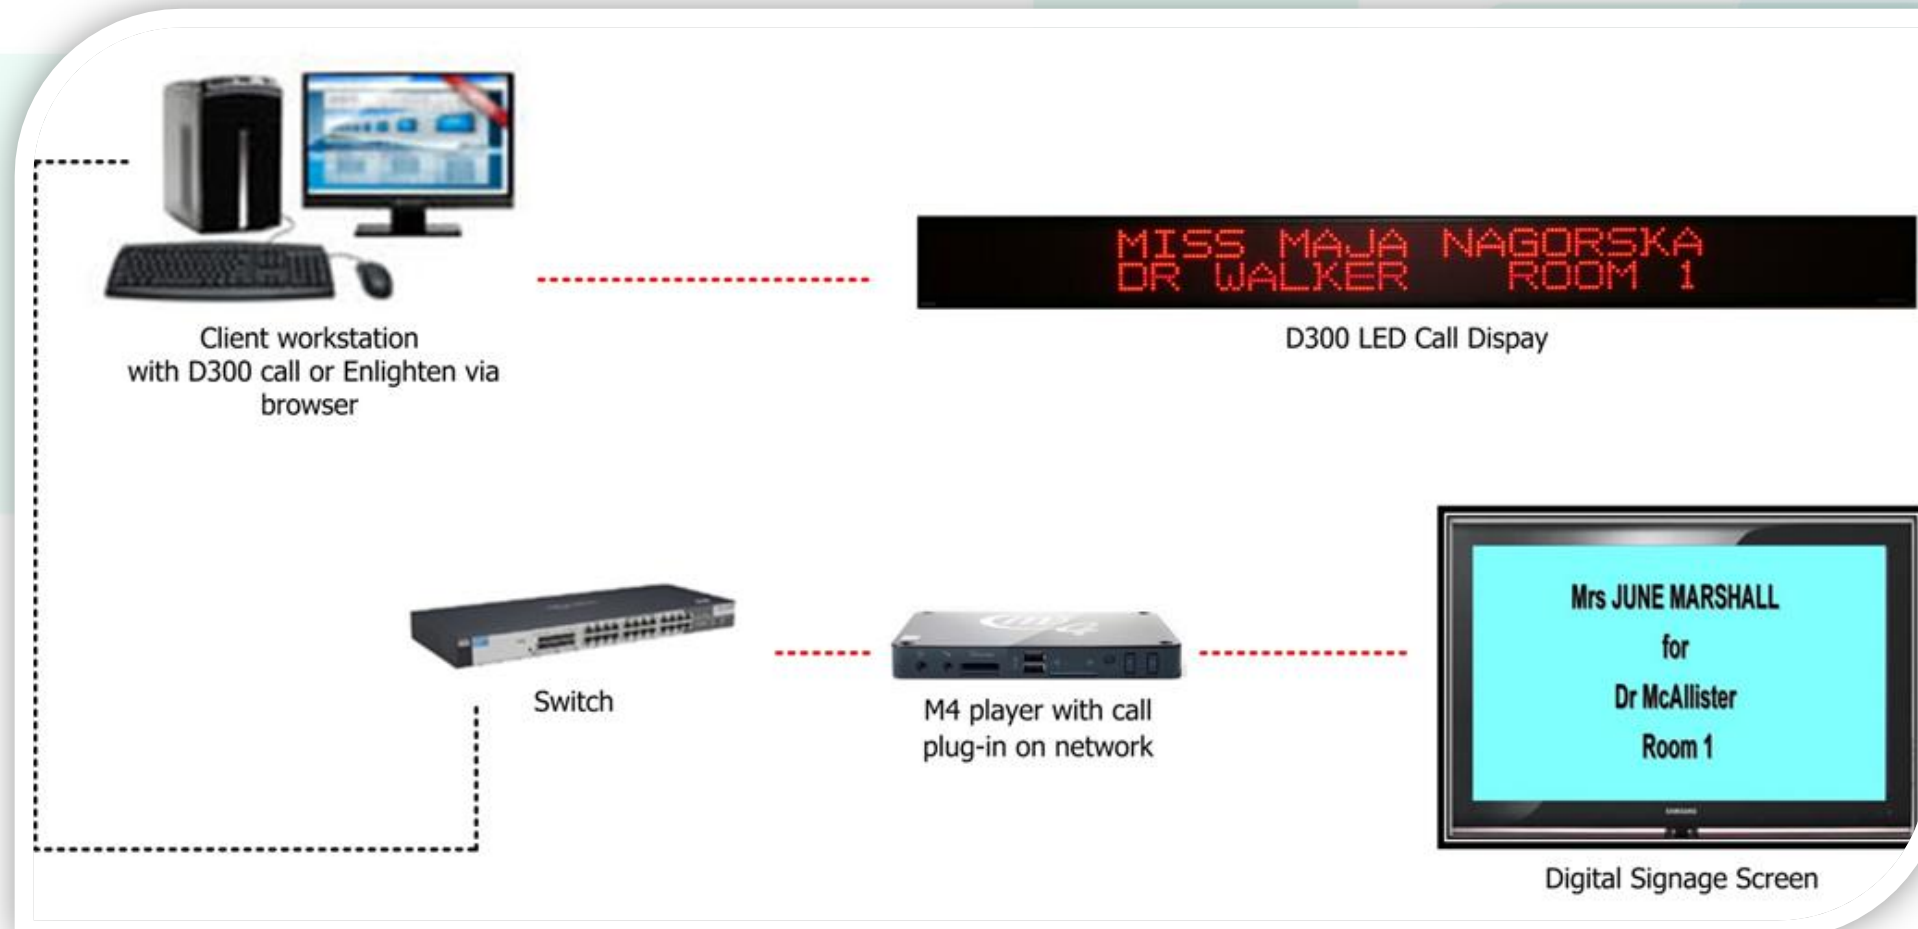 MISS MAJA NAGORSKA
DR WALKER ROOM 1
Client workstation
with D300 call or Enlighten via
browser
D300 LED Call Dispay
Switch
M4 player with call
plug-in on network
Mrs JUNE MARSHALL
for
Dr McAllister
Room 1
SAMSUNG
Digital Signage Screen